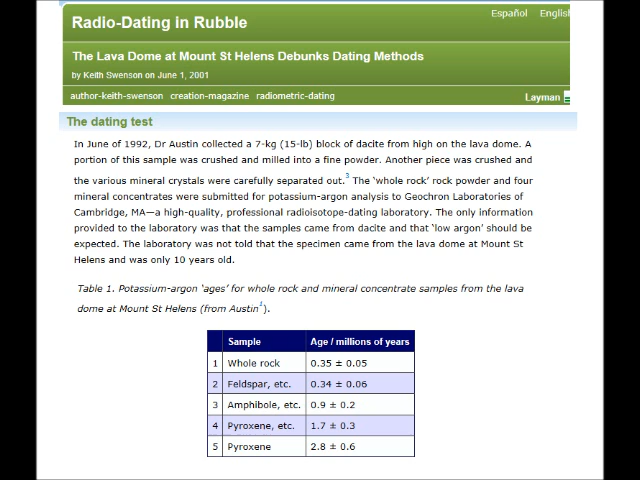 Radio-Dating in Rubble
Español English
The Lava Dome at Mount St Helens Debunks Dating Methods
by Keith Swenson on June 1, 2001
author-keith-swenson creation-magazine radiometric-dating
Layman
The dating test
In June of 1992, Dr Austin collected a 7-kg (15-lb) block of dacite from high on the lava dome. A
portion of this sample was crushed and milled into a fine powder. Another piece was crushed and
the various mineral crystals were carefully separated out.3 The ‘whole rock’ rock powder and four
mineral concentrates were submitted for potassium-argon analysis to Geochron Laboratories of
Cambridge, MA—a high-quality, professional radioisotope-dating laboratory. The only information
provided to the laboratory was that the samples came from dacite and that ‘low argon’ should be
expected. The laboratory was not told that the specimen came from the lava dome at Mount St
Helens and was only 10 years old.
Table 1. Potassium-argon ‘ages’ for whole rock and mineral concentrate samples from the lava
dome at Mount St Helens (from Austin1).
Sample Age / millions of years
1 Whole rock 0.35 ± 0.05
2 Feldspar, etc. 0.34 ± 0.06
3 Amphibole, etc. 0.9 ± 0.2
4 Pyroxene, etc. 1.7 ± 0.3
5 Pyroxene 2.8 ± 0.6